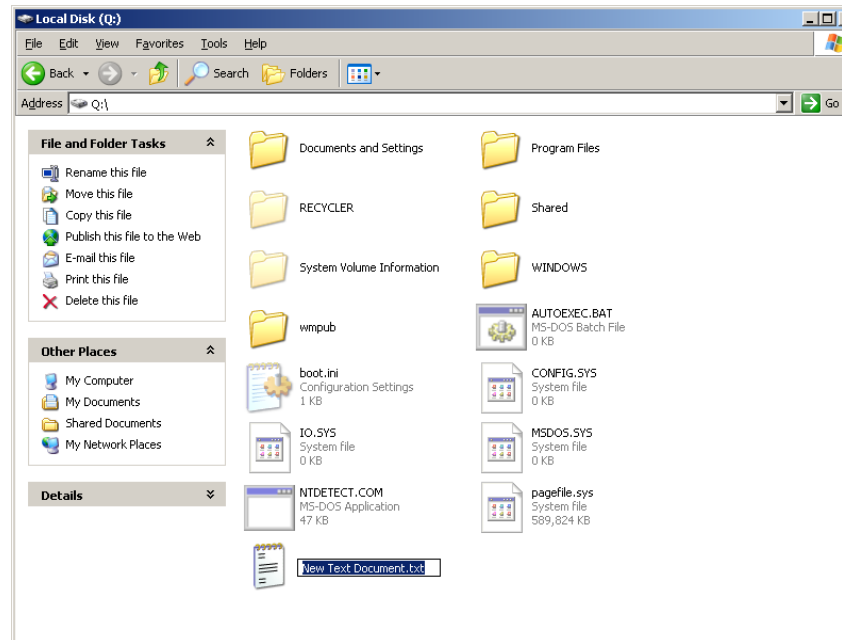 Local Disk (Q:)
File Edit View Favorites Tools Help
Back Search Folders
Address Q:\ Go
File and Folder Tasks
Rename this file
Move this file
Copy this file
Publish this file to the Web
E-mail this file
Print this file
Delete this file
Other Places
My Computer
My Documents
Shared Documents
My Network Places
Details
Documents and Settings
Program Files
RECYCLER
Shared
System Volume Information
WINDOWS
wmpub
AUTOEXEC.BAT
MS-DOS Batch File
0 KB
boot.ini
Configuration Settings
1 KB
CONFIG.SYS
System file
0 KB
IO.SYS
System file
0 KB
MSDOS.SYS
System file
0 KB
NTDETECT.COM
MS-DOS Application
47 KB
pagefile.sys
System file
589,824 KB
New Text Document.txt